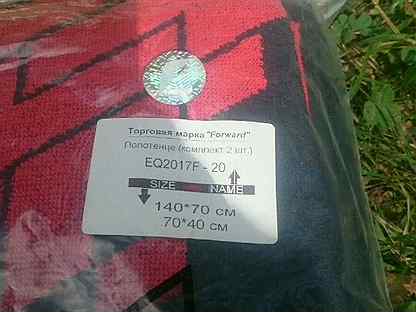 Торговая марка "Forward"
Полотенце (комплект 2 шт.)
EQ2017F - 20
SIZE NAME
140*70 см
70*40 см